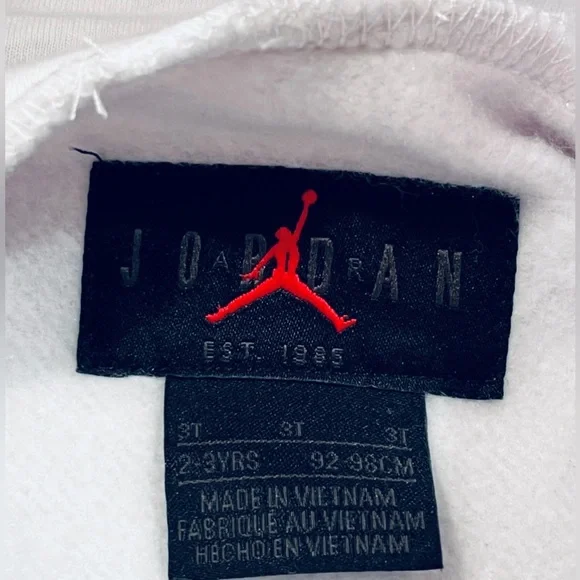 JORDAN
AIR
EST. 1985
3T 3T 3T
2-3YRS 92-98CM
MADE IN VIETNAM
FABRIQUÉ AU VIETNAM
HECHO EN VIETNAM